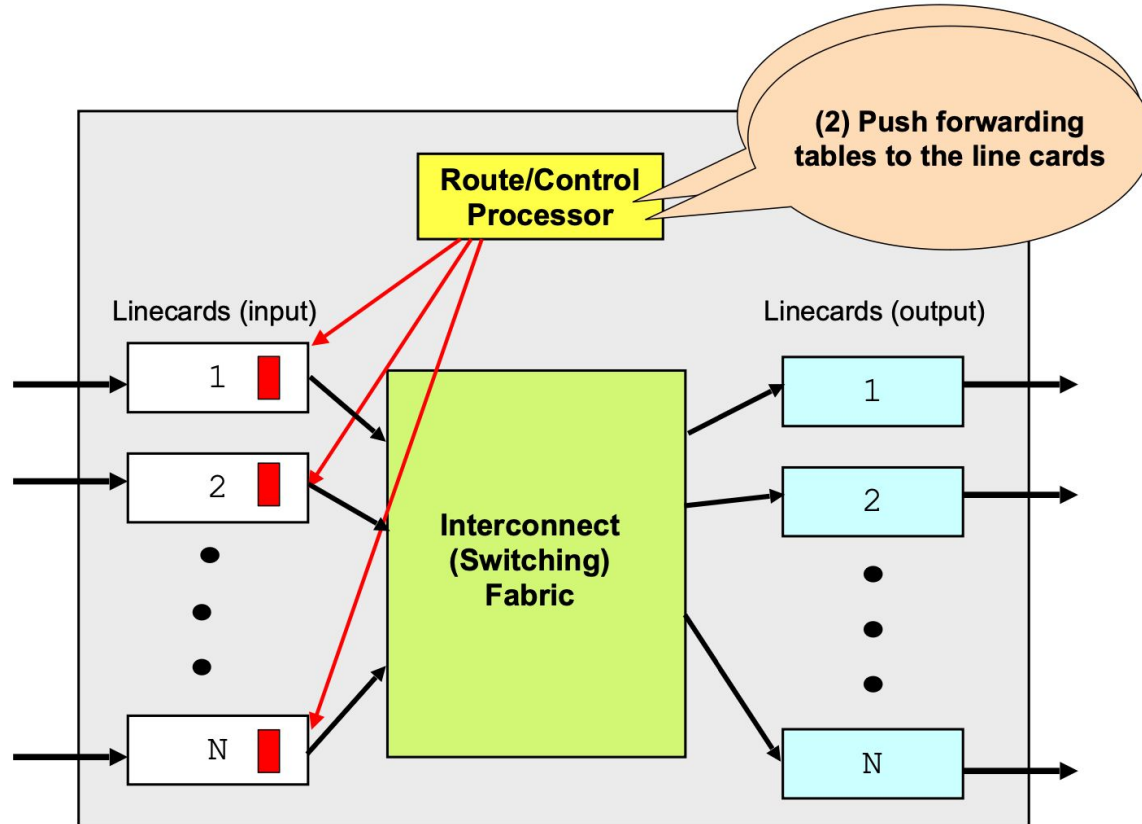 (2) Push forwarding
tables to the line cards
Route/Control
Processor
Linecards (input)
Linecards (output)
1
1
2
2
Interconnect
(Switching)
Fabric
N
N